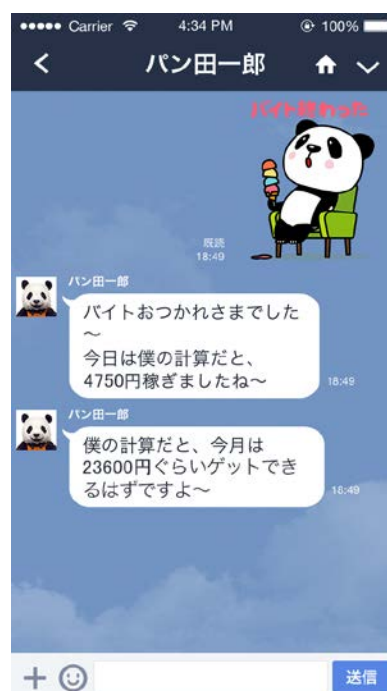 Carrier 4:34 PM 100%
パン田一郎
バイト終わった
既読
18:49
パン田一郎
バイトおつかれさまでした
～
今日は僕の計算だと、
4750円稼ぎましたね～
18:49
パン田一郎
僕の計算だと、今月は
23600円ぐらいゲットでき
るはずですよ～
18:49
送信